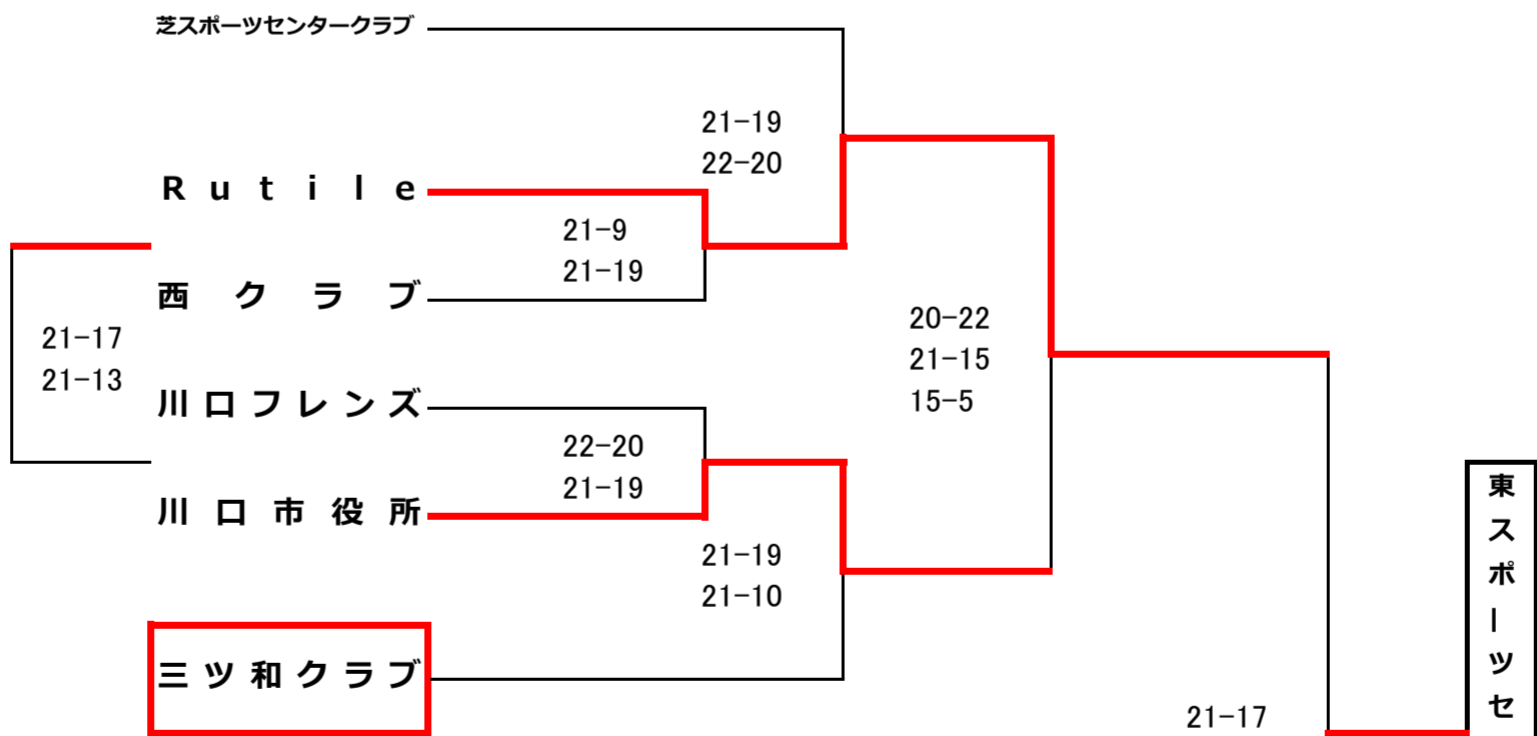 芝スポーツセンタークラブ
21-19
22-20
Rutile
21-9
21-19
西クラブ
21-17
21-13
20-22
21-15
15-5
川口フレンズ
22-20
21-19
川口市役所
21-19
21-10
三ツ和クラブ
21-17
東スポーツセ